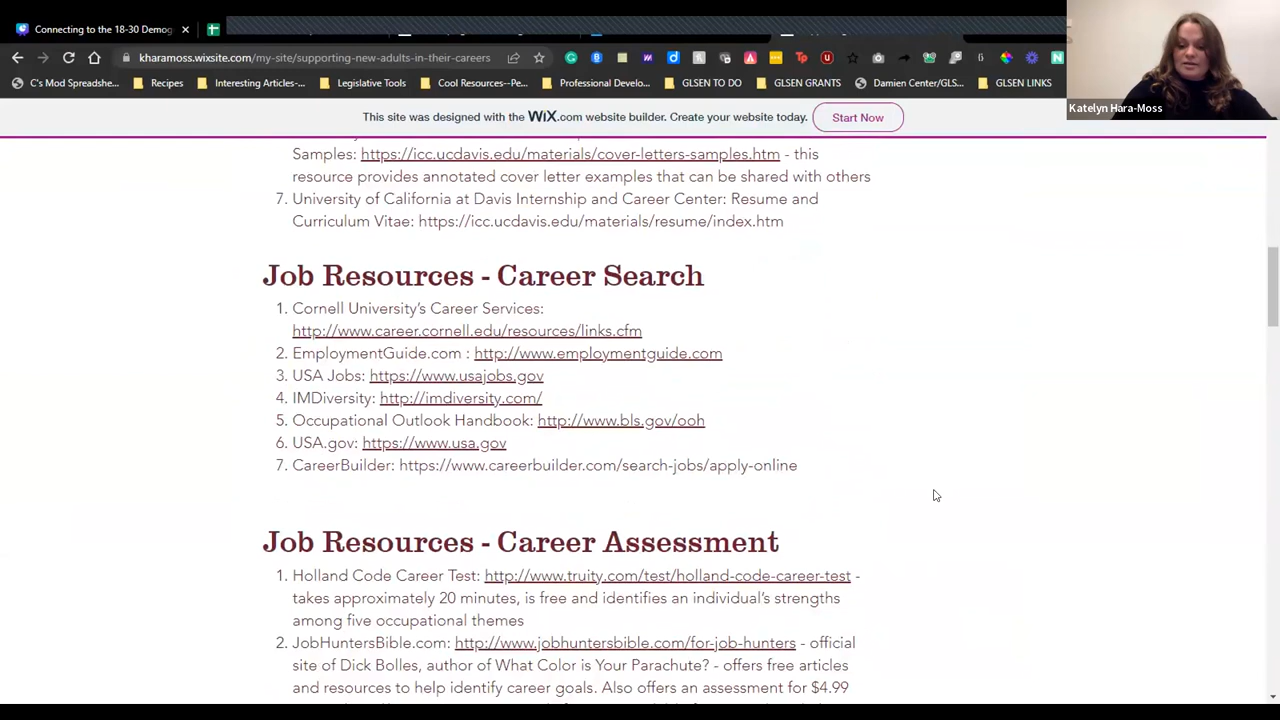 Connecting to the 18-30 Demog
kharamoss.wixsite.com/my-site/supporting-new-adults-in-their-careers
C's Mod Spreadshe... Recipes Interesting Articles-... Legislative Tools Cool Resources--Pe... Professional Develo... GLSEN TO DO GLSEN GRANTS Damien Center/GLS... GLSEN LINKS
Katelyn Hara-Moss
This site was designed with the WiX.com website builder. Create your website today. Start Now
Samples: https://icc.ucdavis.edu/materials/cover-letters-samples.htm - this
resource provides annotated cover letter examples that can be shared with others
7. University of California at Davis Internship and Career Center: Resume and
Curriculum Vitae: https://icc.ucdavis.edu/materials/resume/index.htm
Job Resources - Career Search
1. Cornell University's Career Services:
http://www.career.cornell.edu/resources/links.cfm
2. EmploymentGuide.com : http://www.employmentguide.com
3. USA Jobs: https://www.usajobs.gov
4. IMDiversity: http://imdiversity.com/
5. Occupational Outlook Handbook: http://www.bls.gov/ooh
6. USA.gov: https://www.usa.gov
7. CareerBuilder: https://www.careerbuilder.com/search-jobs/apply-online
Job Resources - Career Assessment
1. Holland Code Career Test: http://www.truity.com/test/holland-code-career-test -
takes approximately 20 minutes, is free and identifies an individual's strengths
among five occupational themes
2. JobHuntersBible.com: http://www.jobhuntersbible.com/for-job-hunters - official
site of Dick Bolles, author of What Color is Your Parachute? - offers free articles
and resources to help identify career goals. Also offers an assessment for $4.99